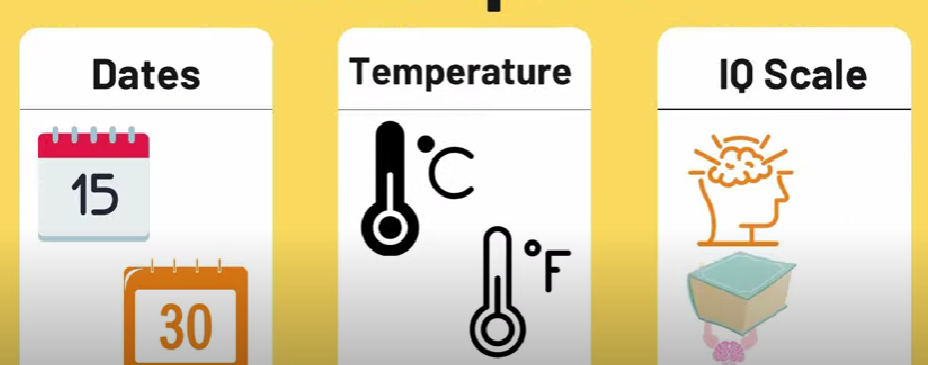 Dates
Temperature
IQ Scale
15
°C
°F
30